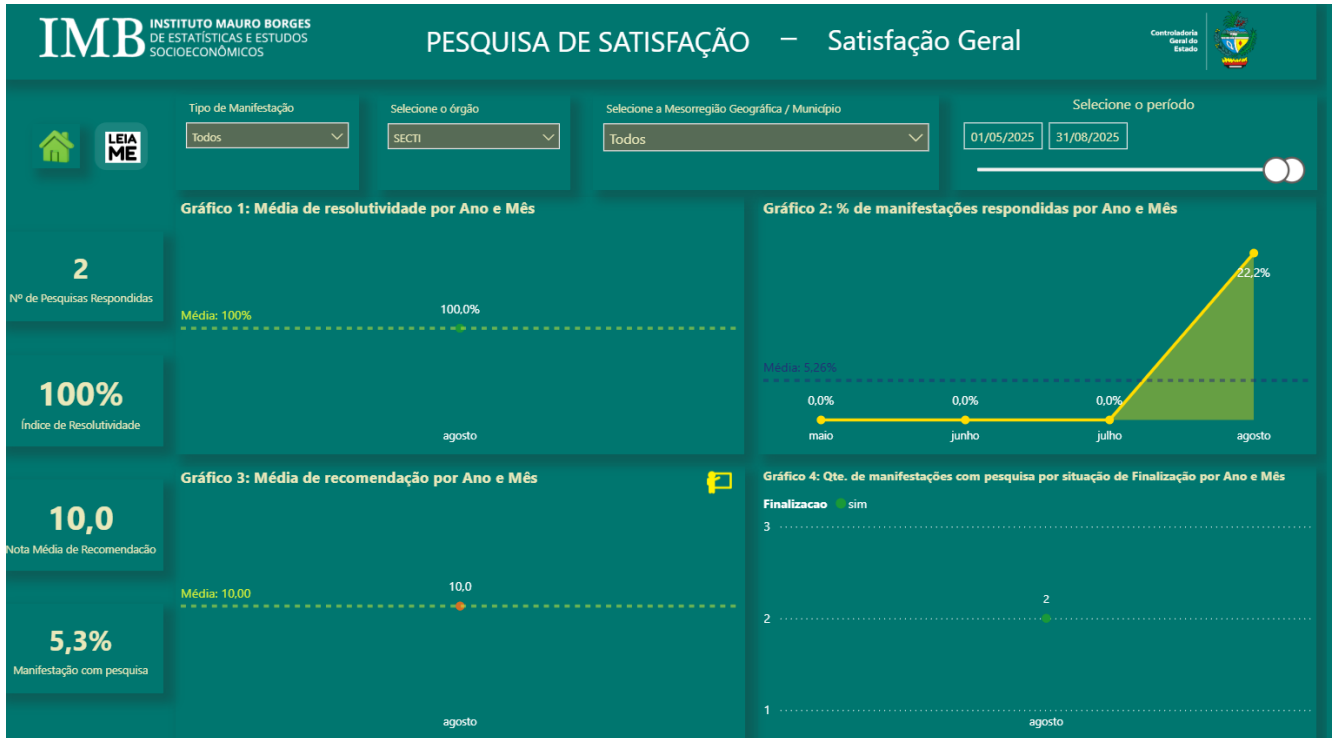 IMB INSTITUTO MAURO BORGES
DE ESTATÍSTICAS E ESTUDOS
SOCIOECONÔMICOS
PESQUISA DE SATISFAÇÃO – Satisfação Geral
Controladoria
Geral do
Estado
LEIA
ME
Tipo de Manifestação
Todos
Selecione o órgão
SECTI
Selecione a Mesorregião Geográfica / Município
Todos
Selecione o período
01/05/2025 31/08/2025
2
Nº de Pesquisas Respondidas
100%
Índice de Resolutividade
10,0
Nota Média de Recomendacão
5,3%
Manifestação com pesquisa
Gráfico 1: Média de resolutividade por Ano e Mês
100,0%
Média: 100%
agosto
Gráfico 2: % de manifestações respondidas por Ano e Mês
22,2%
Média: 5.26%
0,0% 0,0% 0,0%
maio junho julho agosto
Gráfico 3: Média de recomendação por Ano e Mês
10,0
Média: 10,00
agosto
Gráfico 4: Qte. de manifestações com pesquisa por situação de Finalização por Ano e Mês
Finalizacao sim
3
2
2
1
agosto